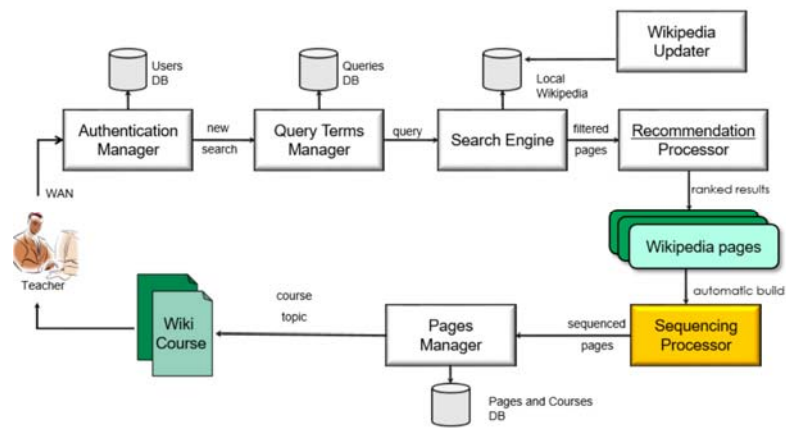 Wikipedia
Updater
Users
DB
Queries
DB
Local
Wikipedia
Authentication
Manager
new
search
Query Terms
Manager
query
Search Engine
filtered
pages
Recommendation
Processor
WAN
ranked results
Teacher
Wikipedia pages
automatic build
Wiki
Course
course
topic
Pages
Manager
sequenced
pages
Sequencing
Processor
Pages and Courses
DB